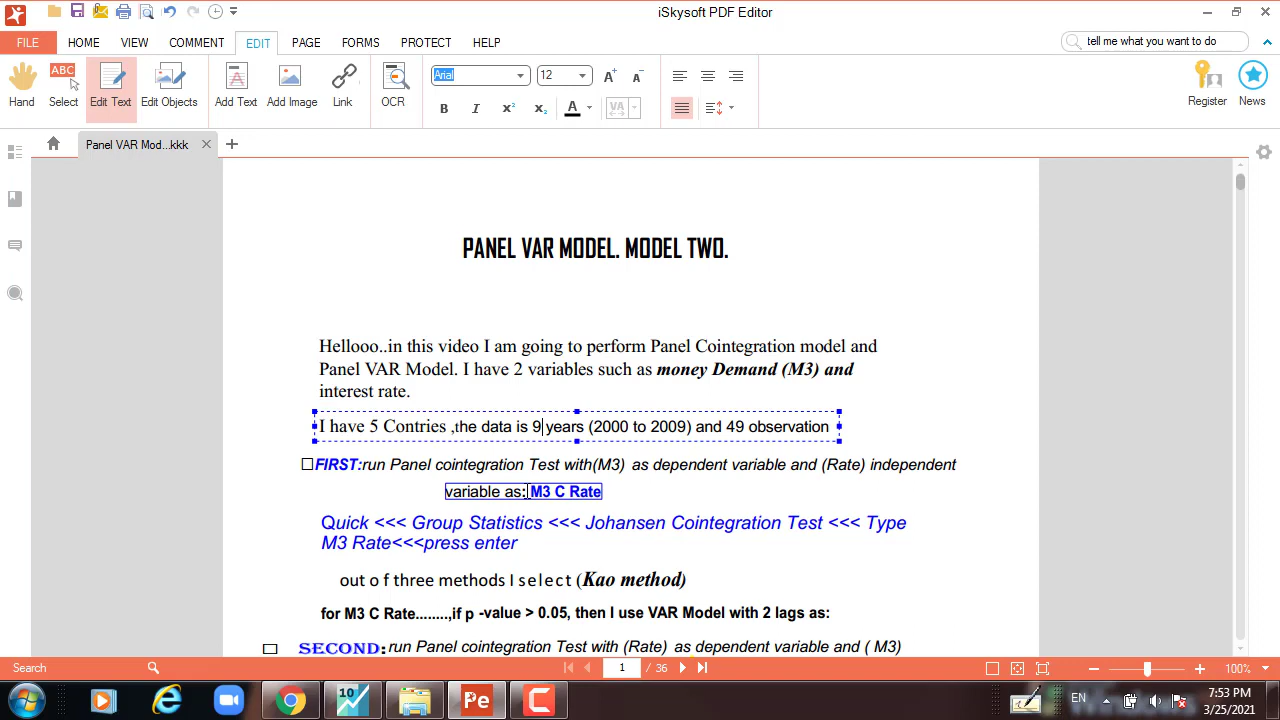 iSkysoft PDF Editor
FILE HOME VIEW COMMENT EDIT PAGE FORMS PROTECT HELP
tell me what you want to do
ABC Arial 12
Hand Select Edit Text Edit Objects Add Text Add Image Link OCR Register News
B I x² x₂ A VA
Panel VAR Mod...kkk
PANEL VAR MODEL. MODEL TWO.
Hellooo..in this video I am going to perform Panel Cointegration model and
Panel VAR Model. I have 2 variables such as money Demand (M3) and
interest rate.
I have 5 Contries ,the data is 9 years (2000 to 2009) and 49 observation
FIRST:run Panel cointegration Test with(M3) as dependent variable and (Rate) independent
variable as: M3 C Rate
Quick <<< Group Statistics <<< Johansen Cointegration Test <<< Type
M3 Rate<<<press enter
out o f three methods I select (Kao method)
for M3 C Rate........,if p -value > 0.05, then I use VAR Model with 2 lags as:
SECOND: run Panel cointegration Test with (Rate) as dependent variable and ( M3)
Search 1 / 36 100%
10 Pe C EN 7:53 PM
3/25/2021